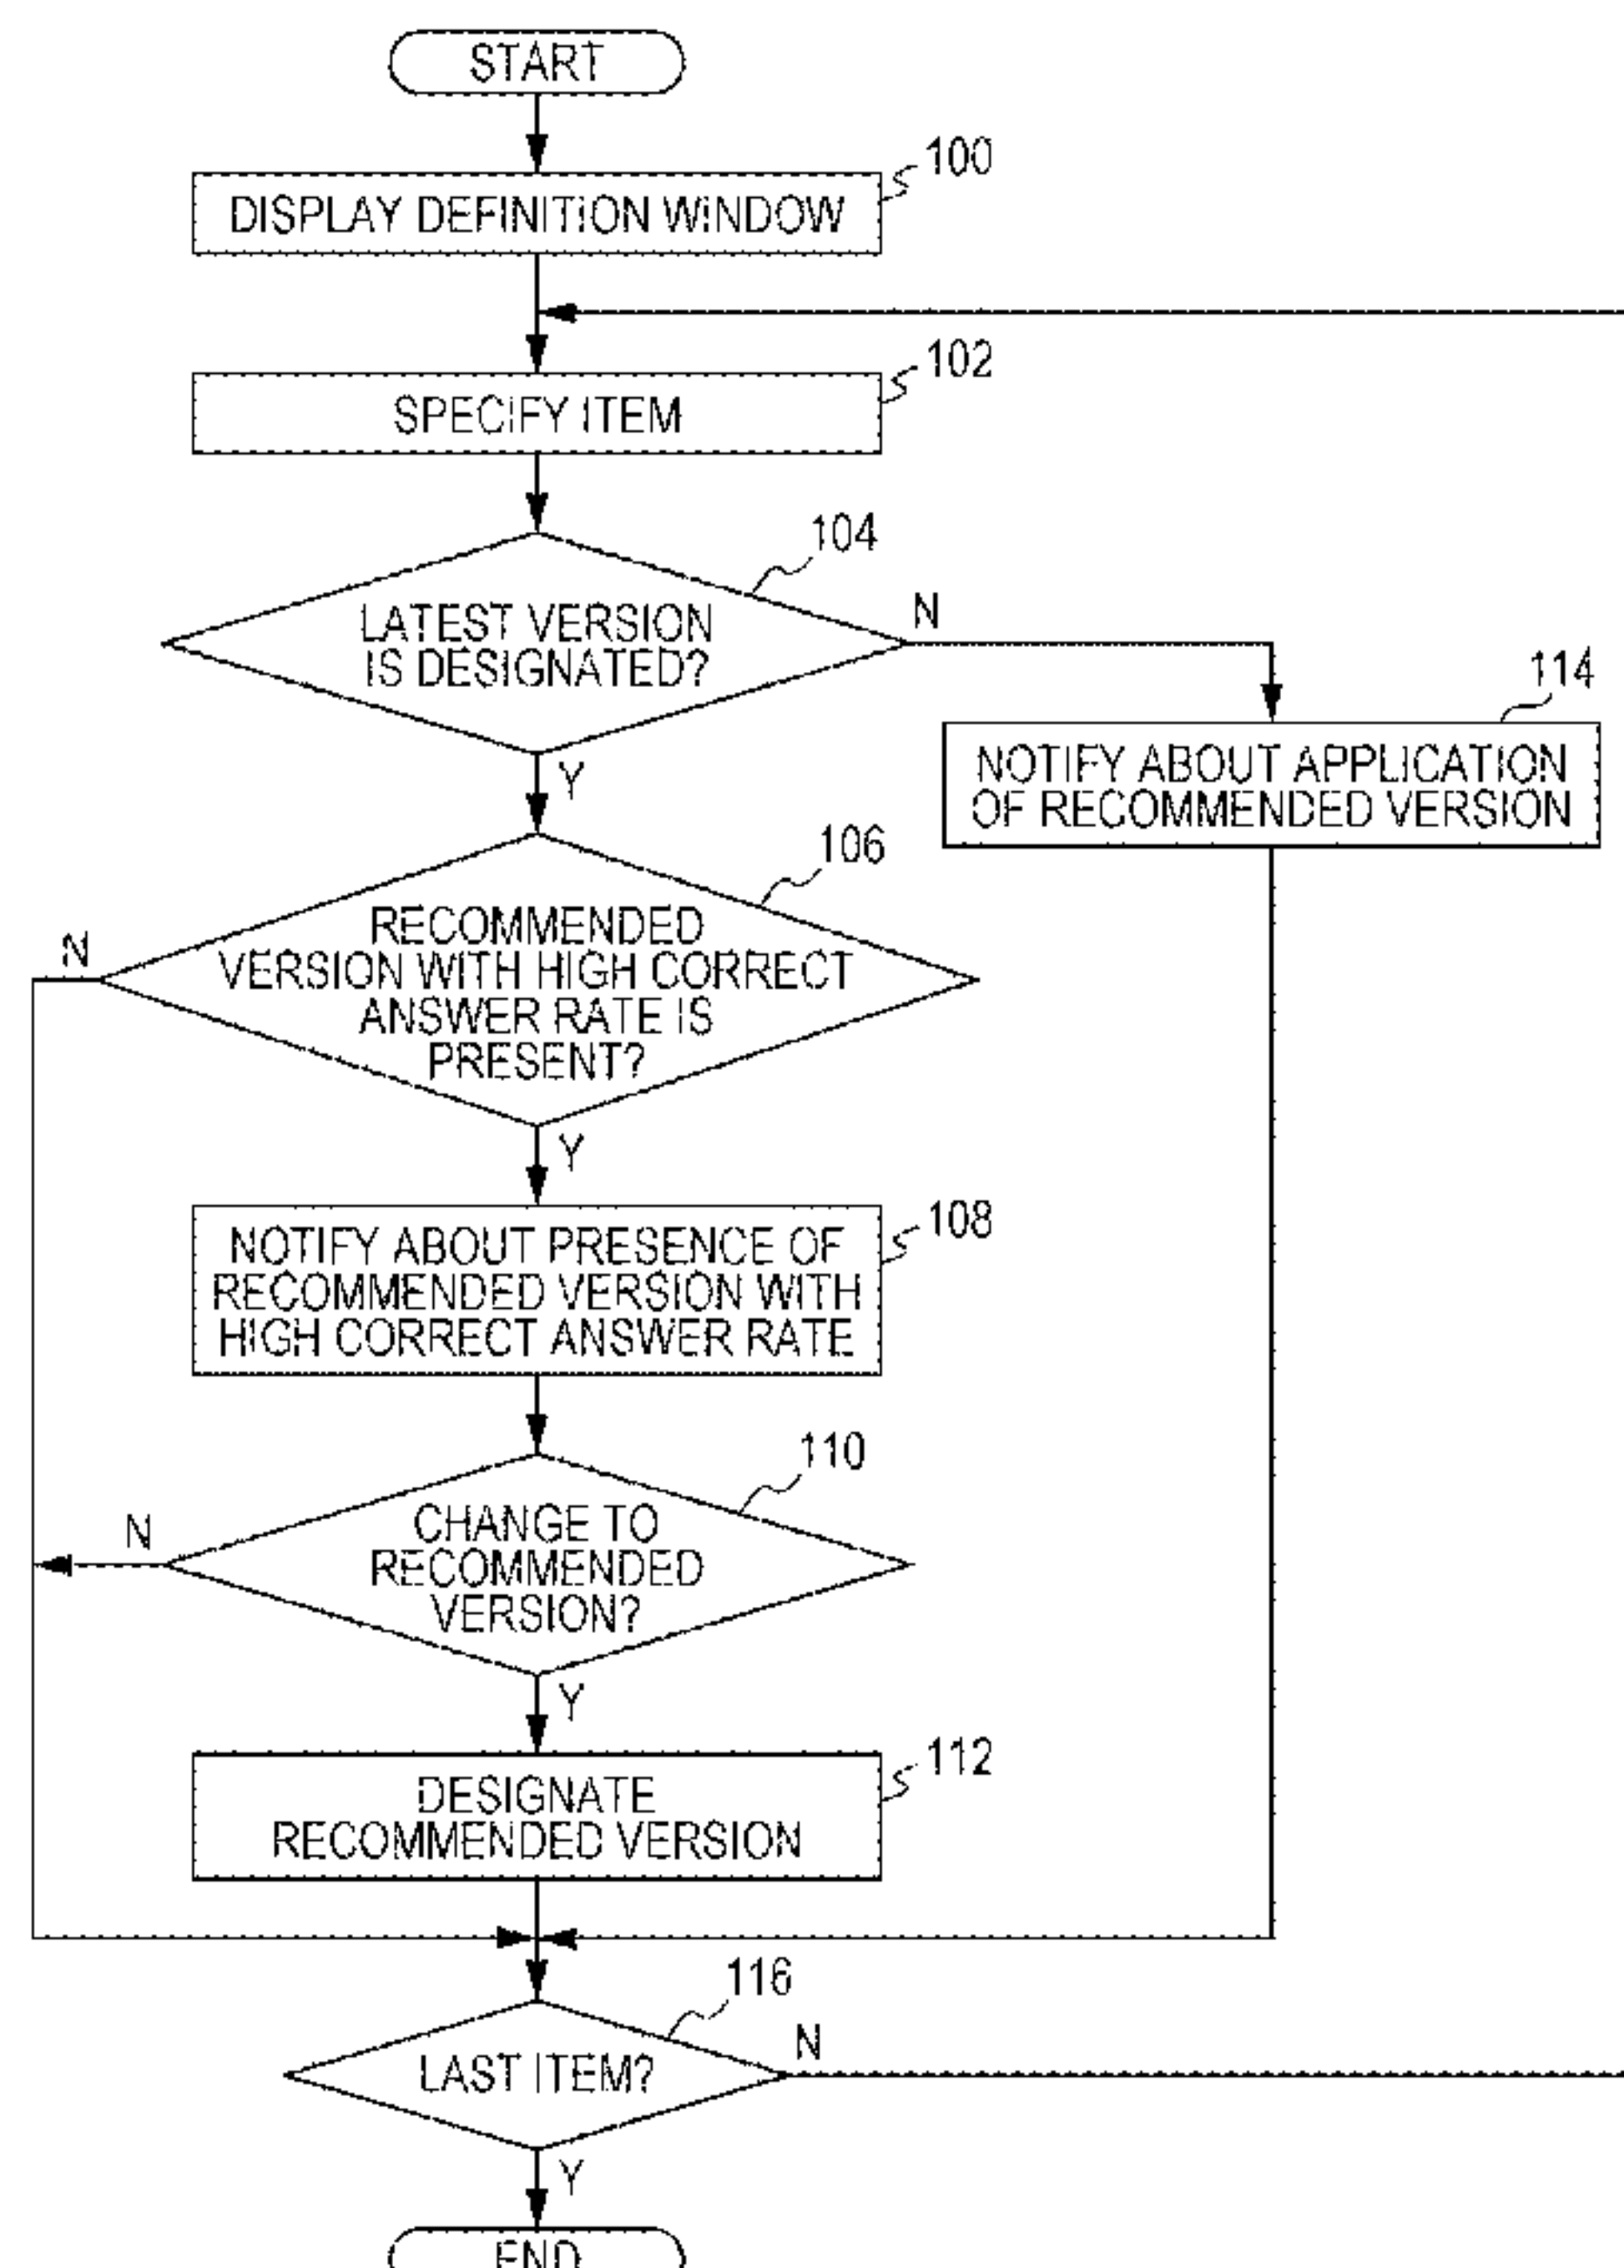 START
100
DISPLAY DEFINITION WINDOW
102
SPECIFY ITEM
104
LATEST VERSION
IS DESIGNATED?
N
Y
114
NOTIFY ABOUT APPLICATION
OF RECOMMENDED VERSION
106
RECOMMENDED
VERSION WITH HIGH CORRECT
ANSWER RATE IS
PRESENT?
N
Y
108
NOTIFY ABOUT PRESENCE OF
RECOMMENDED VERSION WITH
HIGH CORRECT ANSWER RATE
110
CHANGE TO
RECOMMENDED
VERSION?
N
Y
112
DESIGNATE
RECOMMENDED VERSION
116
LAST ITEM?
N
Y
END